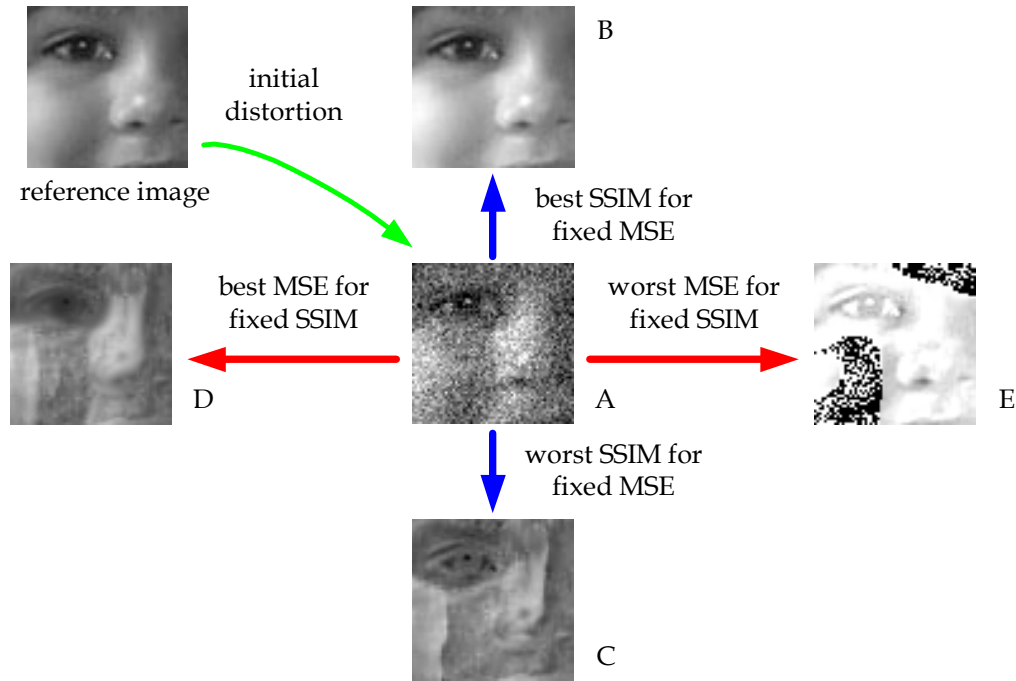 B
initial
distortion
reference image
best SSIM for
fixed MSE
best MSE for
fixed SSIM
worst MSE for
fixed SSIM
D
A
E
worst SSIM for
fixed MSE
C